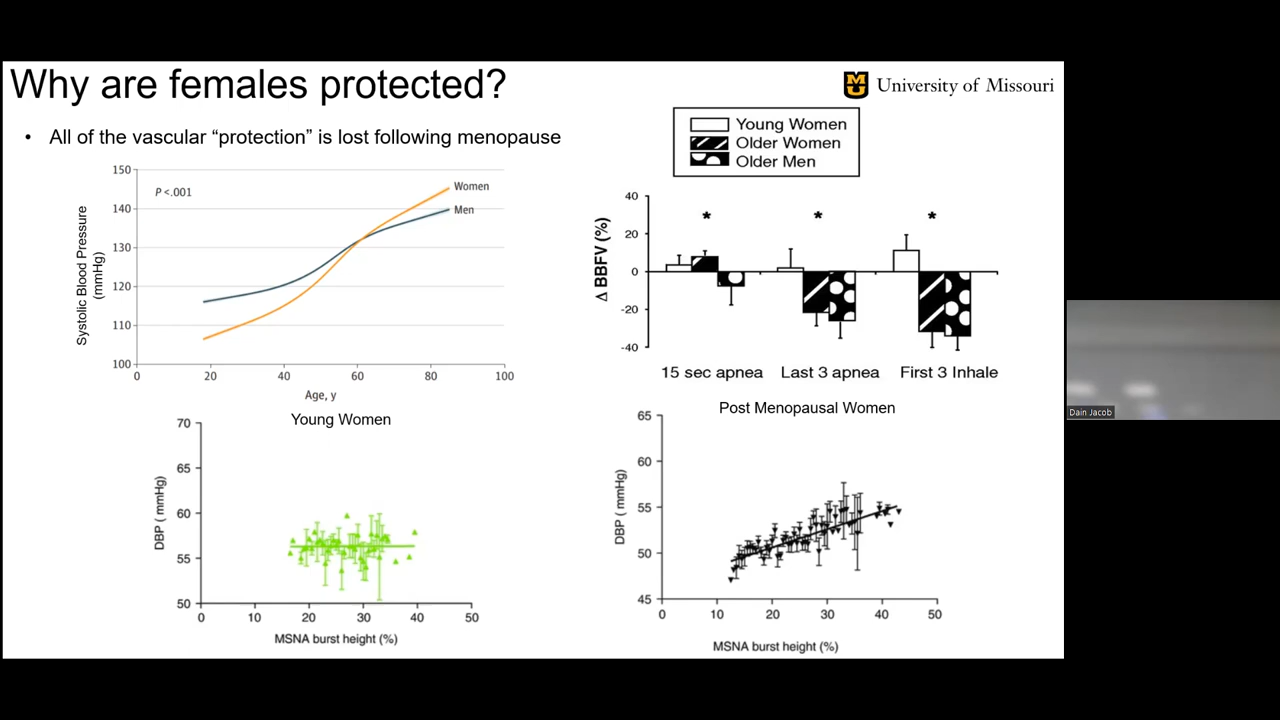 Why are females protected?
University of Missouri
• All of the vascular “protection” is lost following menopause
Young Women
Older Women
Older Men
150
140
130
120
110
100
P <.001
Women
Men
Systolic Blood Pressure
(mmHg)
0
20
40
60
80
100
Age, y
40
20
0
-20
-40
Δ BBFV (%)
*
*
*
15 sec apnea
Last 3 apnea
First 3 Inhale
Young Women
70
65
60
55
50
DBP ( mmHg)
0
10
20
30
40
50
MSNA burst height (%)
Post Menopausal Women
65
60
55
50
45
DBP ( mmHg)
0
10
20
30
40
50
MSNA burst height (%)
Dain Jacob